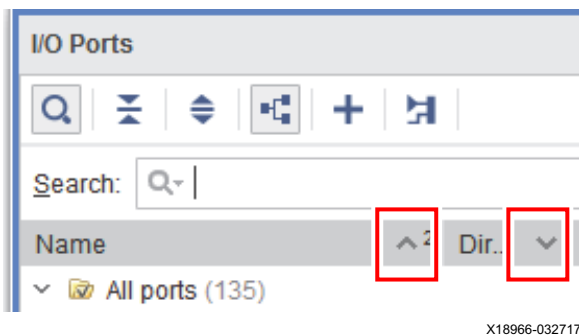 I/O Ports
Search:
Name 2 Dir...
All ports (135)
X18966-032717